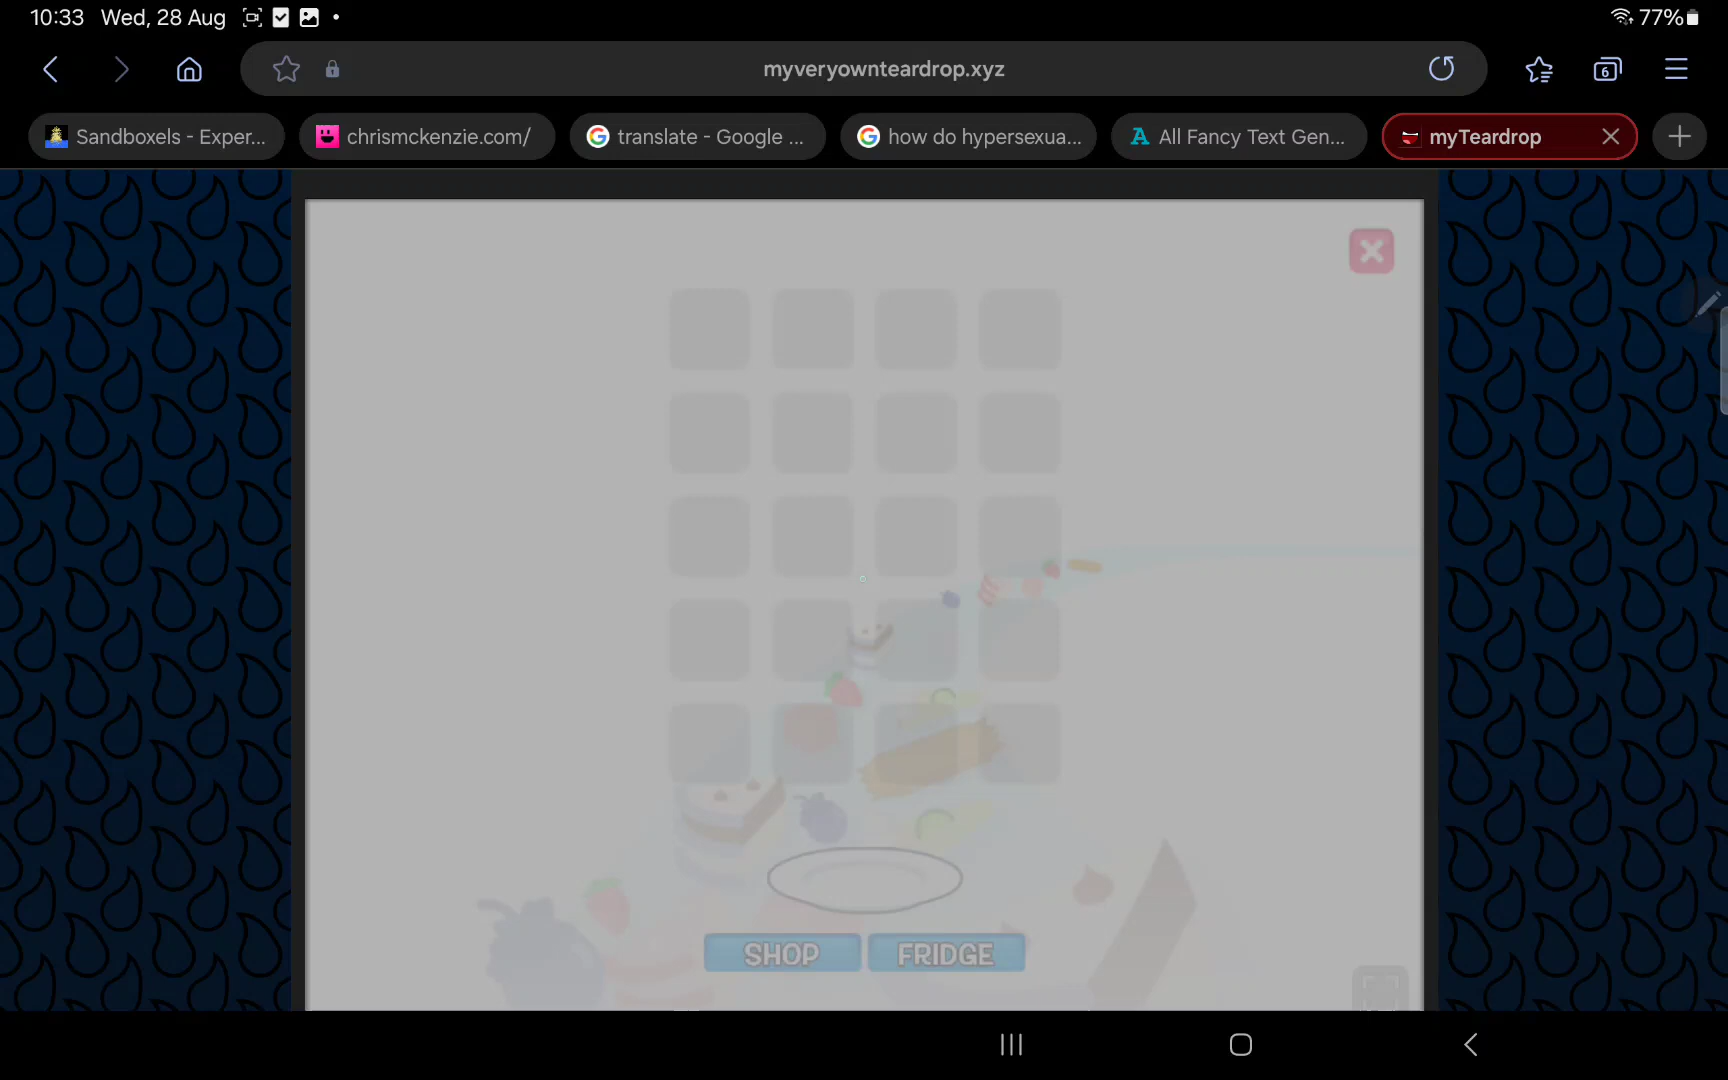 10:33 Wed, 28 Aug 77%
myveryownteardrop.xyz 6
Sandboxels - Exper... chrismckenzie.com/ translate - Google ... how do hypersexua... All Fancy Text Gen... myTeardrop
SHOP FRIDGE